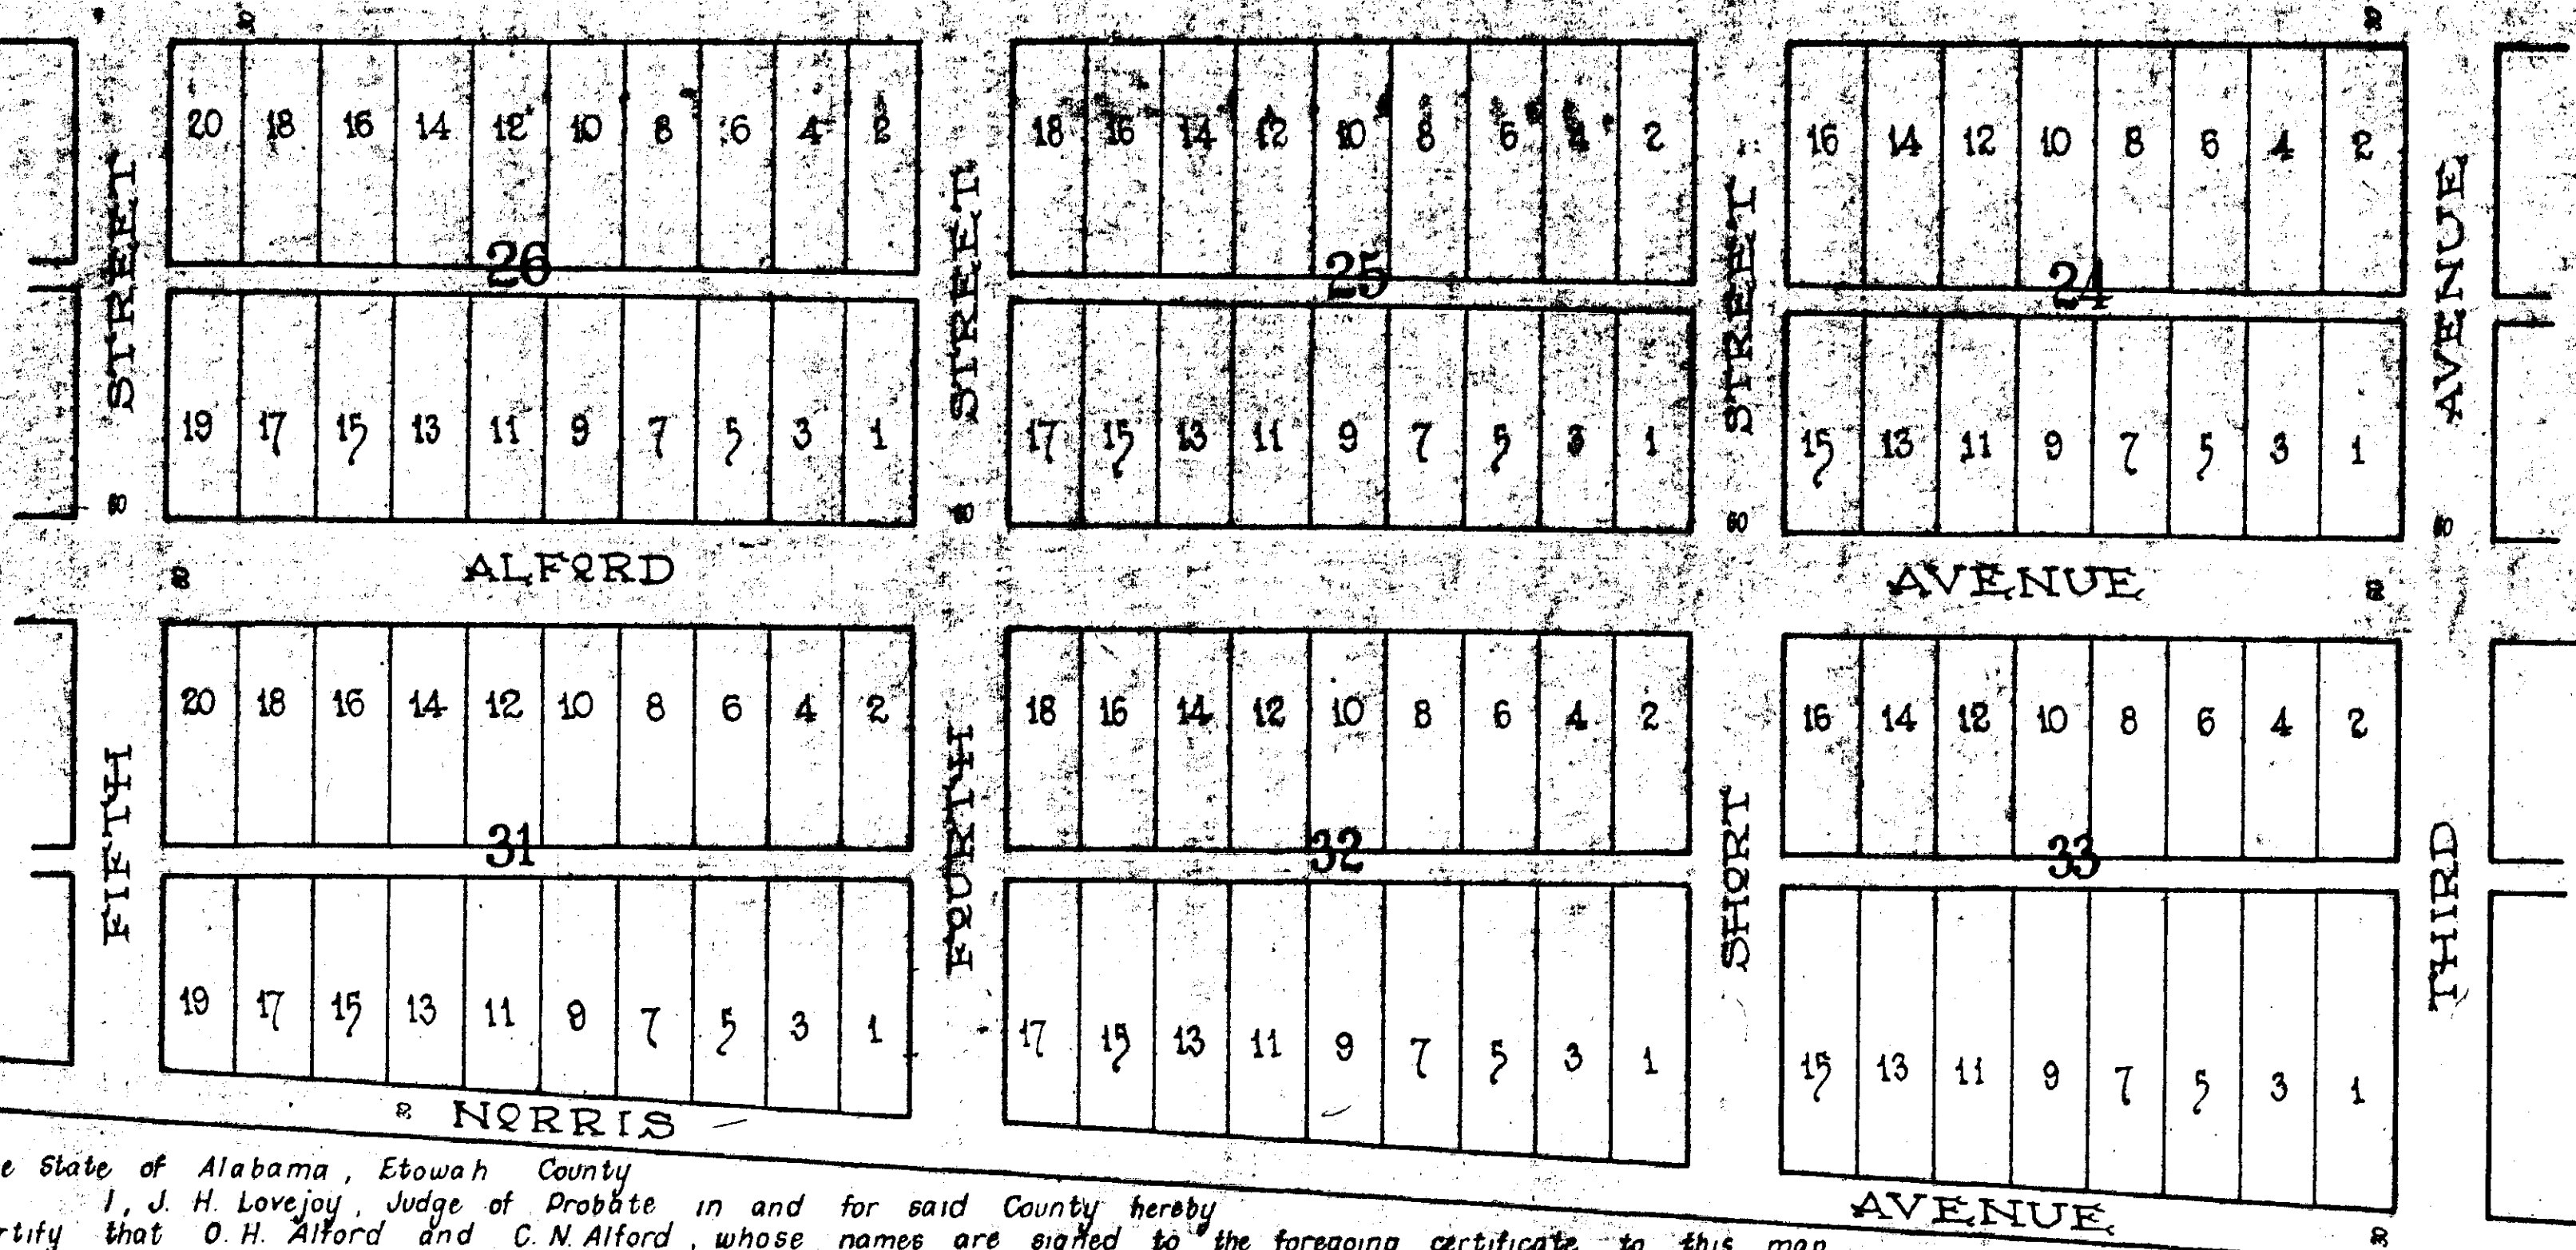 20 18 16 14 12 10 8 6 4 2
18 16 14 12 10 8 6 4 2
16 14 12 10 8 6 4 2
26
25
24
19 17 15 13 11 9 7 5 3 1
17 15 13 11 9 7 5 3 1
15 13 11 9 7 5 3 1
60
ALFORD AVENUE
20 18 16 14 12 10 8 6 4 2
18 16 14 12 10 8 6 4 2
16 14 12 10 8 6 4 2
31
32
33
19 17 15 13 11 9 7 5 3 1
17 15 13 11 9 7 5 3 1
15 13 11 9 7 5 3 1
FIFTH STREET
FOURTH STREET
SHORT STREET
THIRD AVENUE
NORRIS AVENUE
e State of Alabama, Etowah County
I, J. H. Lovejoy, Judge of Probate in and for said County hereby
rtify that O. H. Alford and C. N. Alford, whose names are signed to the foregoing certificate to this map